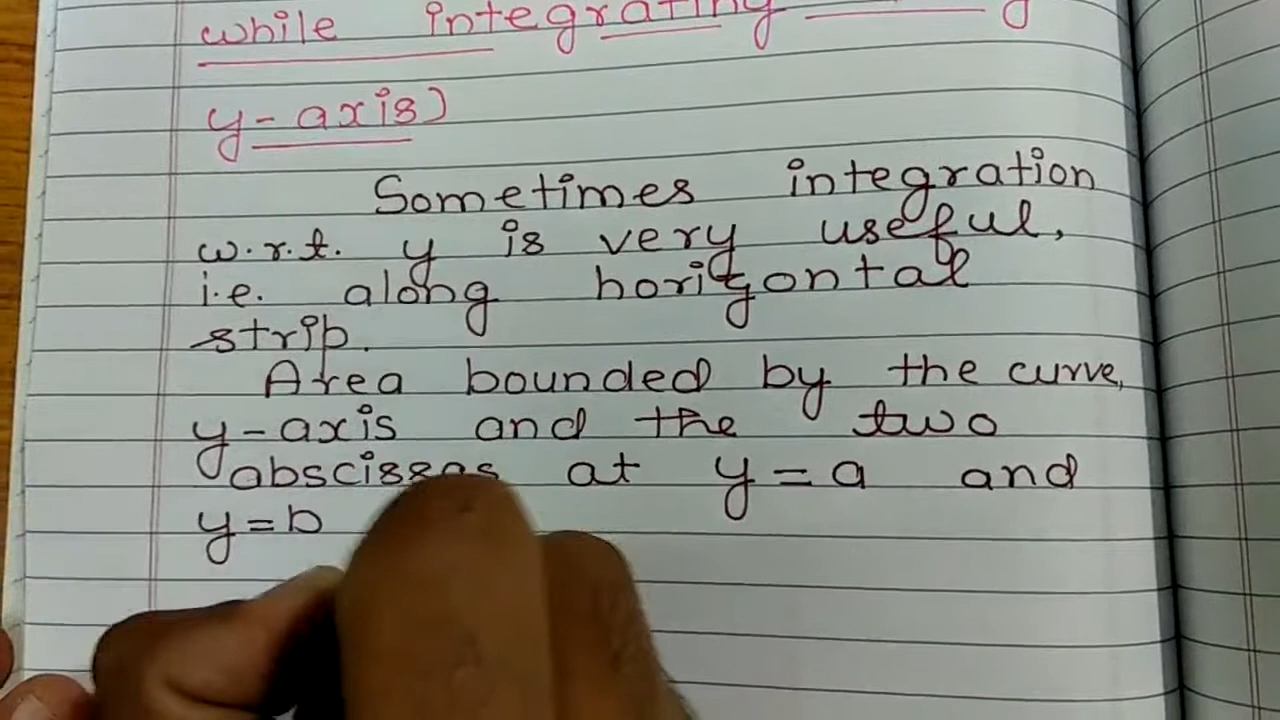 while integrating
y-axis)
Sometimes integration
w.r.t. y is very useful,
i.e. along horizontal
strip.
Area bounded by the curve,
y-axis and the two
abscissas at y=a and
y=b